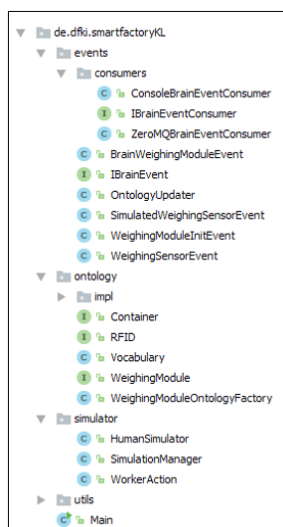 de.dfki.smartfactoryKL
events
consumers
C ConsoleBrainEventConsumer
I IBrainEventConsumer
C ZeroMQBrainEventConsumer
C BrainWeighingModuleEvent
I IBrainEvent
C OntologyUpdater
C SimulatedWeighingSensorEvent
C WeighingModuleInitEvent
C WeighingSensorEvent
ontology
impl
I Container
I RFID
C Vocabulary
I WeighingModule
C WeighingModuleOntologyFactory
simulator
C HumanSimulator
C SimulationManager
C WorkerAction
utils
C Main